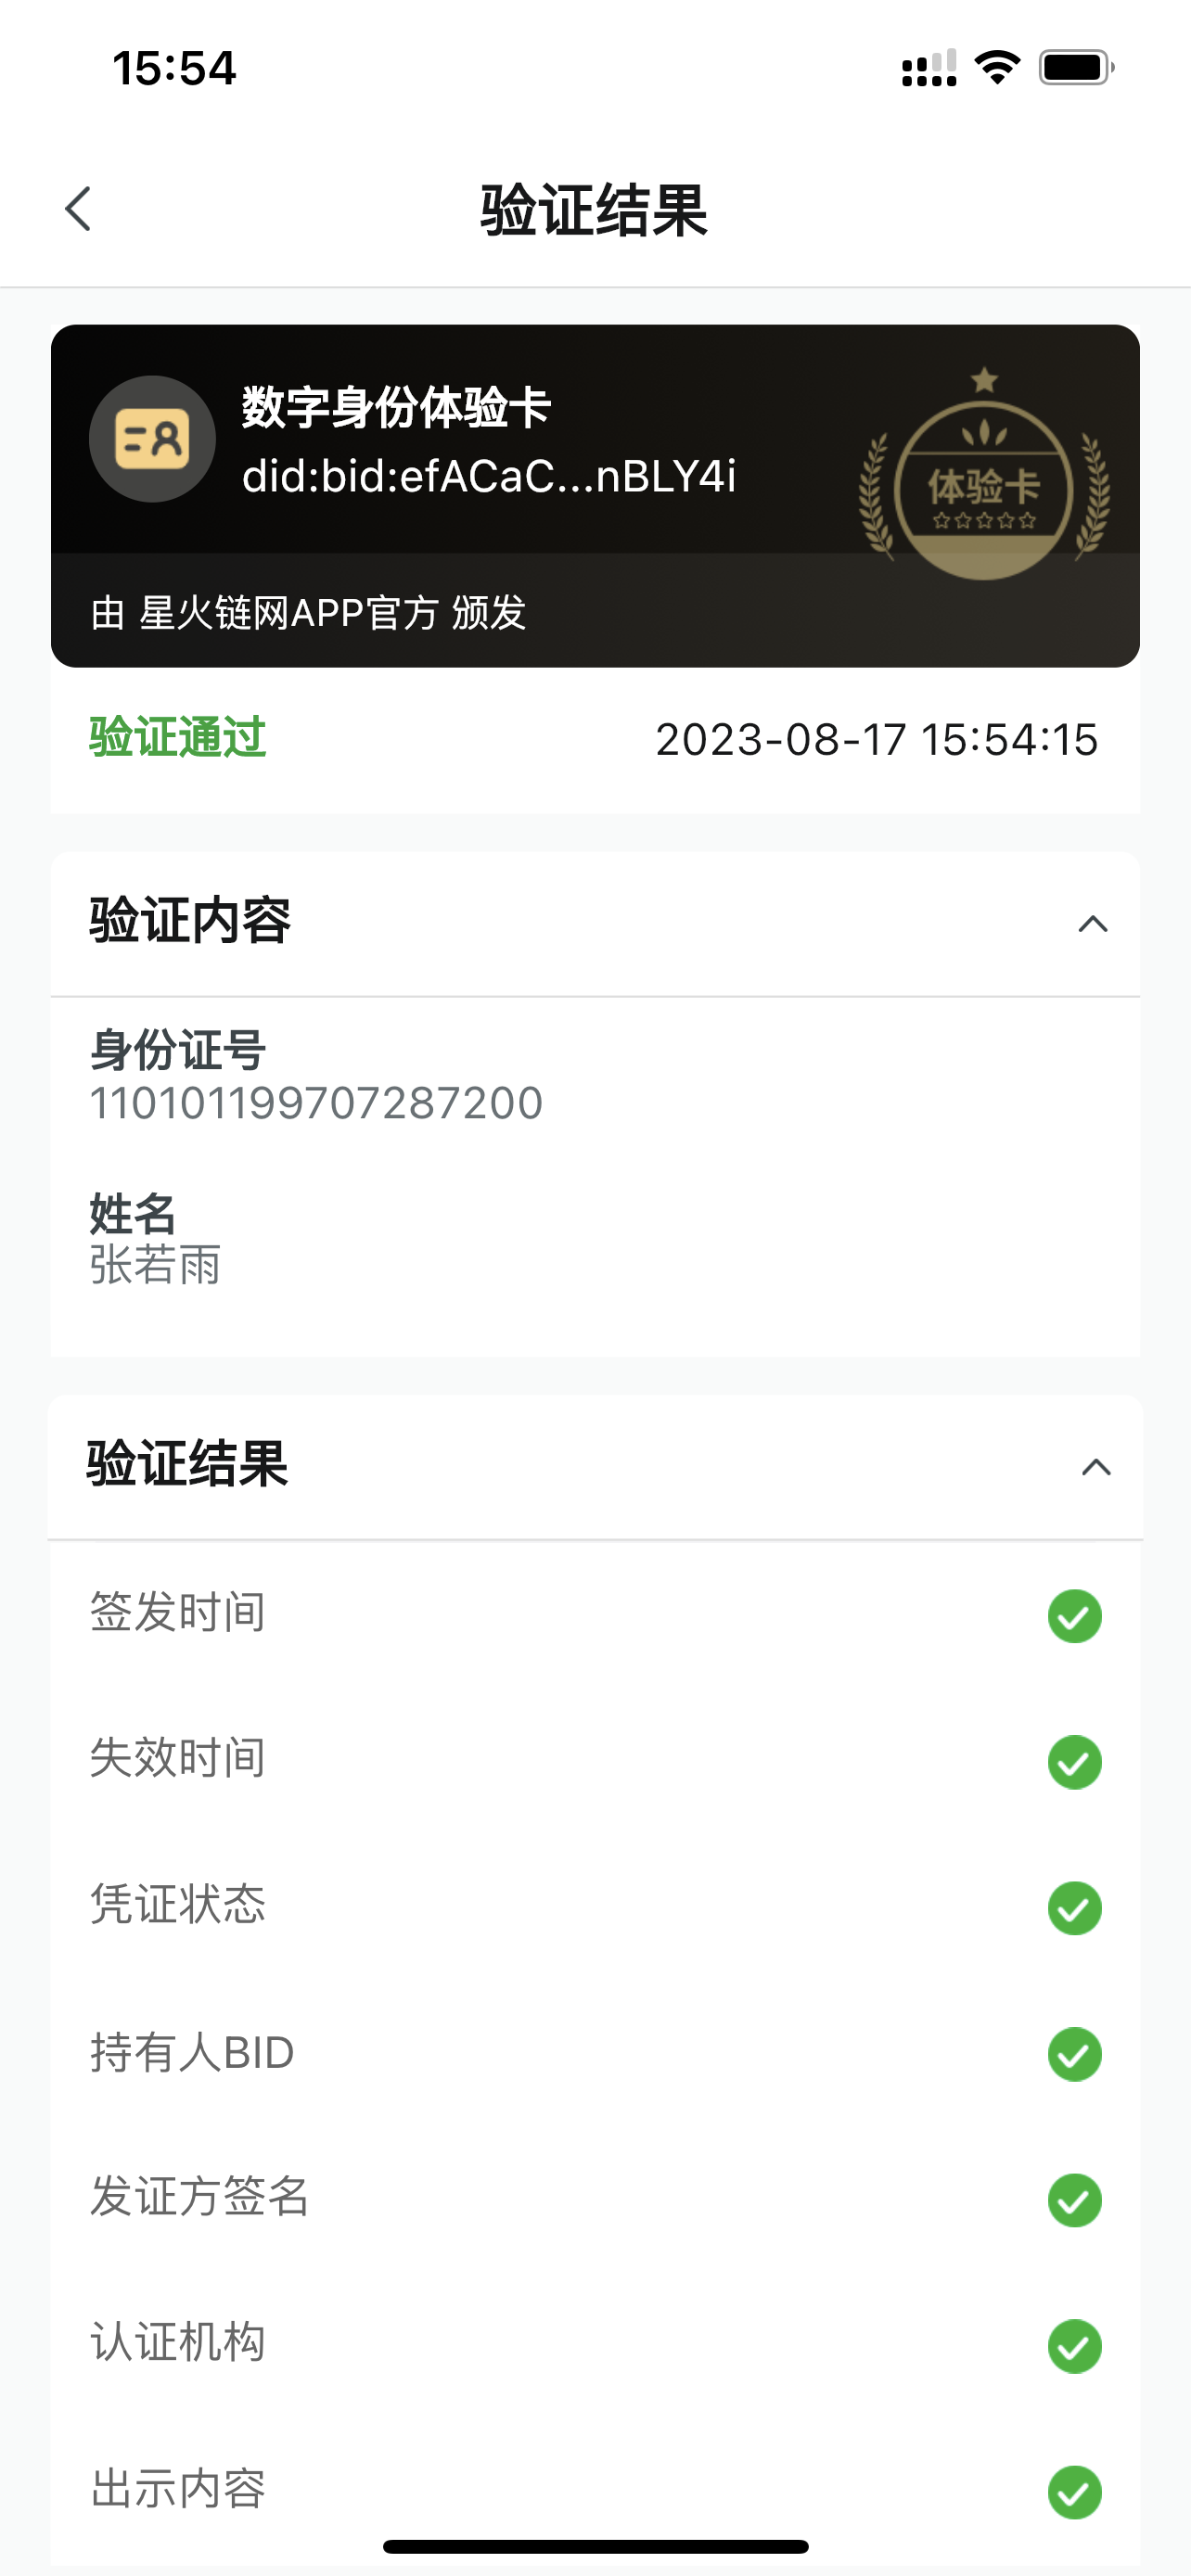 15:54
验证结果
数字身份体验卡
did:bid:efACaC...nBLY4i
体验卡
由 星火链网APP官方 颁发
验证通过
2023-08-17 15:54:15
验证内容
身份证号
110101199707287200
姓名
张若雨
验证结果
签发时间
失效时间
凭证状态
持有人BID
发证方签名
认证机构
出示内容